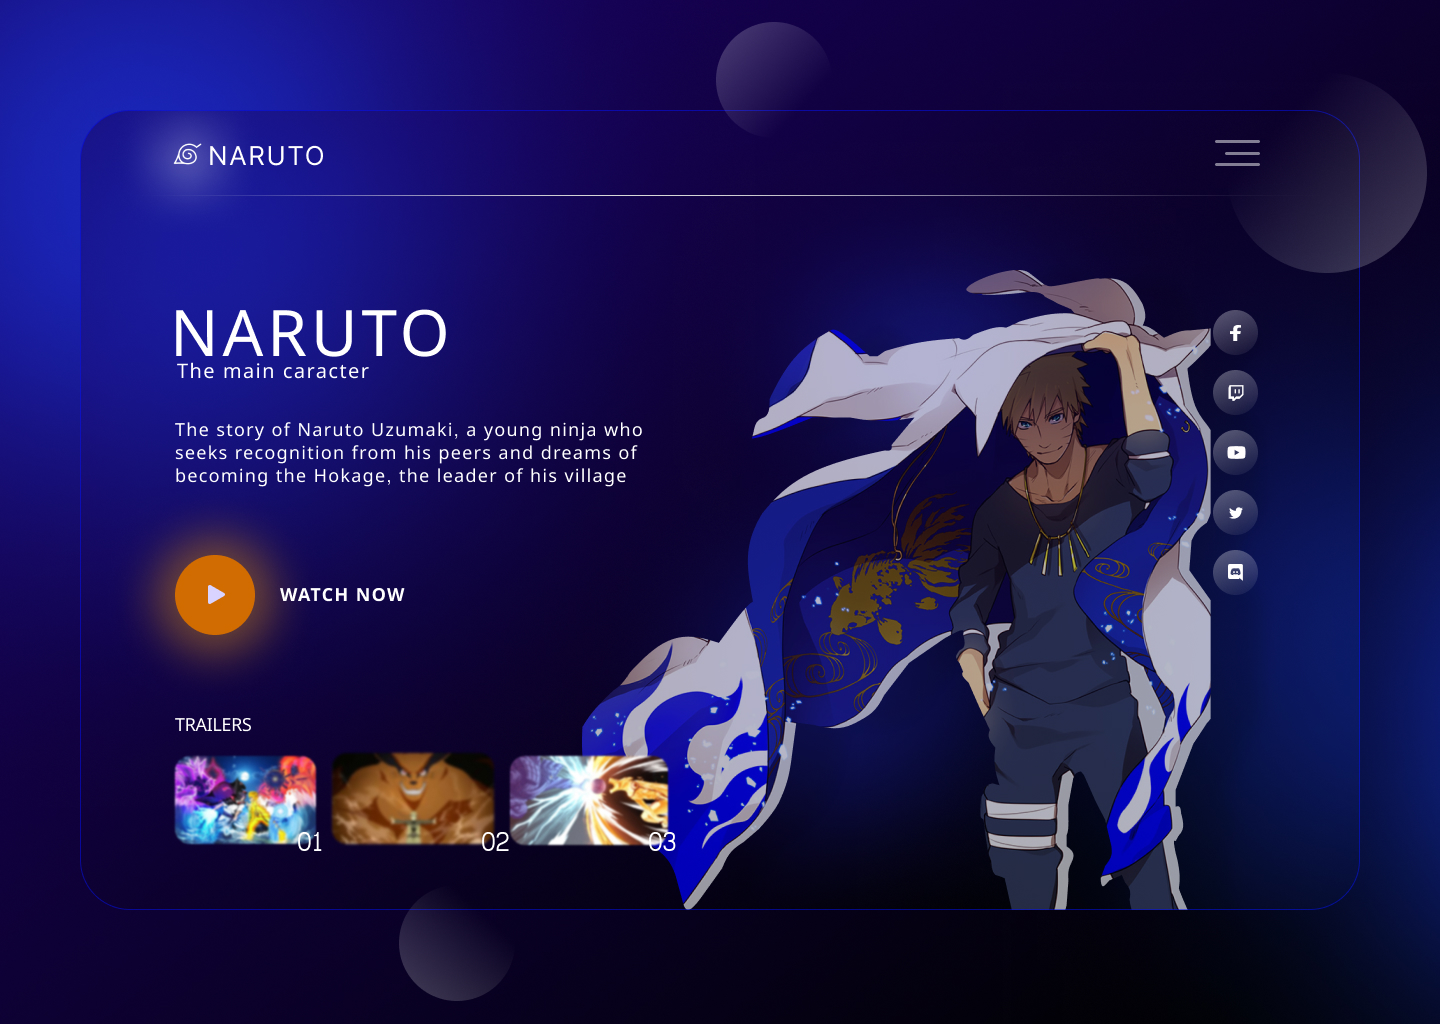 NARUTO
NARUTO
The main caracter
The story of Naruto Uzumaki, a young ninja who
seeks recognition from his peers and dreams of
becoming the Hokage, the leader of his village
WATCH NOW
TRAILERS
01
02
03